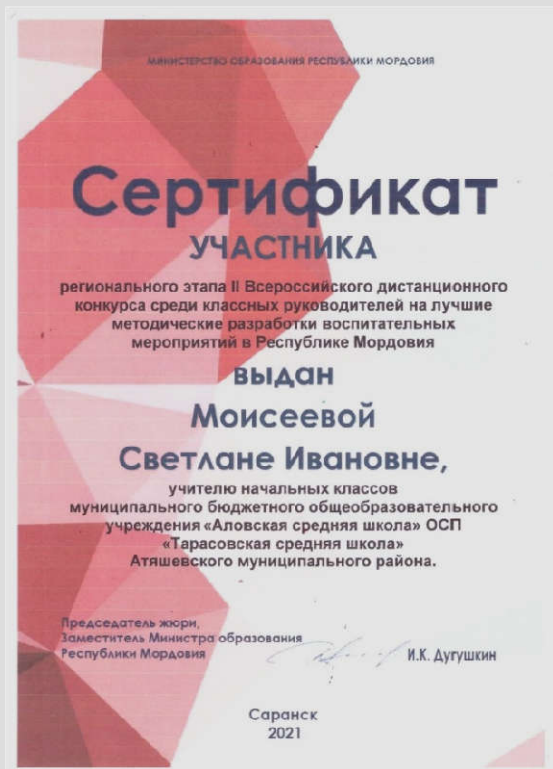 МИНИСТЕРСТВО ОБРАЗОВАНИЯ РЕСПУБЛИКИ МОРДОВИЯ
Сертификат
УЧАСТНИКА
регионального этапа II Всероссийского дистанционного
конкурса среди классных руководителей на лучшие
методические разработки воспитательных
мероприятий в Республике Мордовия
выдан
Моисеевой
Светлане Ивановне,
учителю начальных классов
муниципального бюджетного общеобразовательного
учреждения «Аловская средняя школа» ОСП
«Тарасовская средняя школа»
Атяшевского муниципального района.
Председатель жюри,
Заместитель Министра образования
Республики Мордовия
И.К. Дугушкин
Саранск
2021